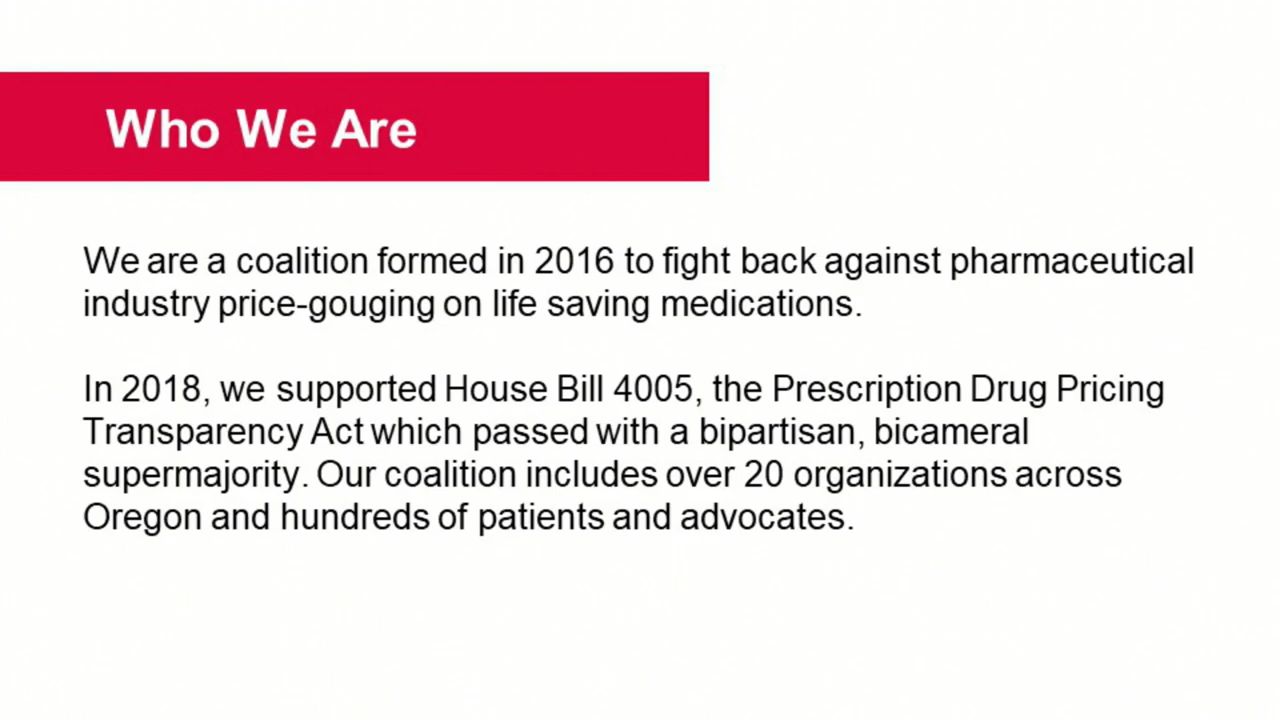 Who We Are
We are a coalition formed in 2016 to fight back against pharmaceutical
industry price-gouging on life saving medications.
In 2018, we supported House Bill 4005, the Prescription Drug Pricing
Transparency Act which passed with a bipartisan, bicameral
supermajority. Our coalition includes over 20 organizations across
Oregon and hundreds of patients and advocates.